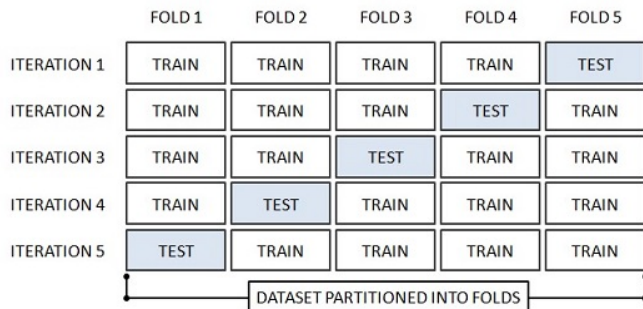 FOLD 1 FOLD 2 FOLD 3 FOLD 4 FOLD 5
ITERATION 1 TRAIN TRAIN TRAIN TRAIN TEST
ITERATION 2 TRAIN TRAIN TRAIN TEST TRAIN
ITERATION 3 TRAIN TRAIN TEST TRAIN TRAIN
ITERATION 4 TRAIN TEST TRAIN TRAIN TRAIN
ITERATION 5 TEST TRAIN TRAIN TRAIN TRAIN
DATASET PARTITIONED INTO FOLDS